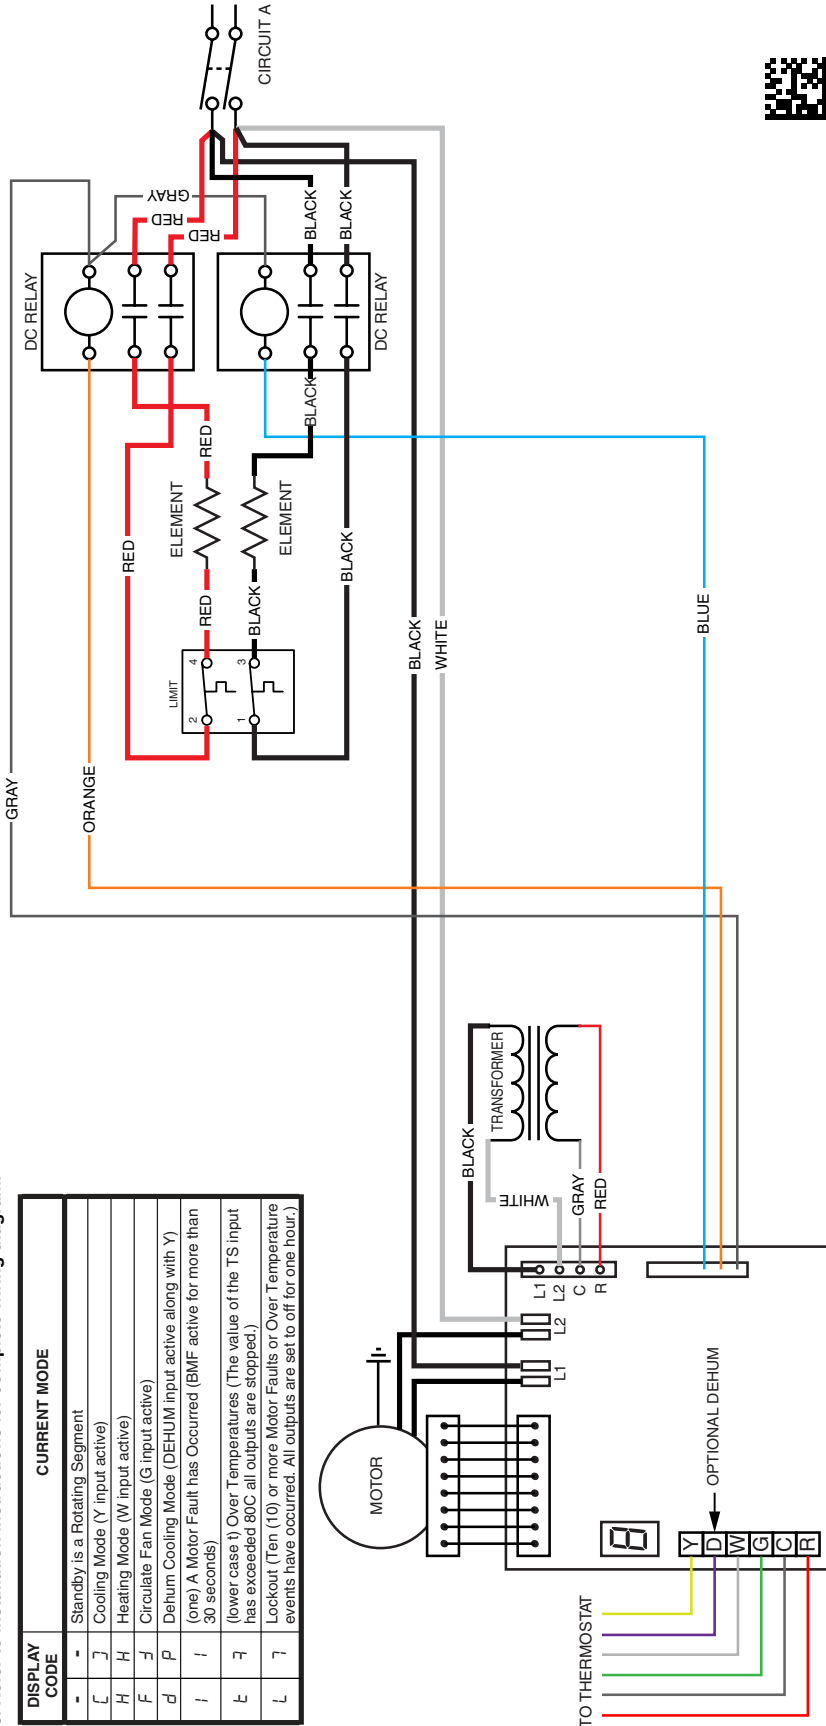 DISPLAY CODE
CURRENT MODE
- - Standby is a Rotating Segment
C Cooling Mode (Y input active)
H H Heating Mode (W input active)
F Circulate Fan Mode (G input active)
d P Dehum Cooling Mode (DEHUM input active along with Y)
1 1 (one) A Motor Fault has Occurred (BMF active for more than
30 seconds)
t (lower case t) Over Temperatures (The value of the TS input
has exceeded 80C all outputs are stopped.)
L Lockout (Ten (10) or more Motor Faults or Over Temperature
events have occurred. All outputs are set to off for one hour.)
CIRCUIT A
GRAY
GRAY
RED
RED
BLACK
BLACK
DC RELAY
DC RELAY
BLACK
RED
RED
ELEMENT
ELEMENT
BLACK
RED
BLACK
LIMIT
4
3
2
1
BLACK
WHITE
BLUE
ORANGE
TRANSFORMER
BLACK
WHITE
GRAY
RED
L1
L2
C
R
L2
L1
MOTOR
OPTIONAL DEHUM
Y
D
W
G
C
R
TO THERMOSTAT